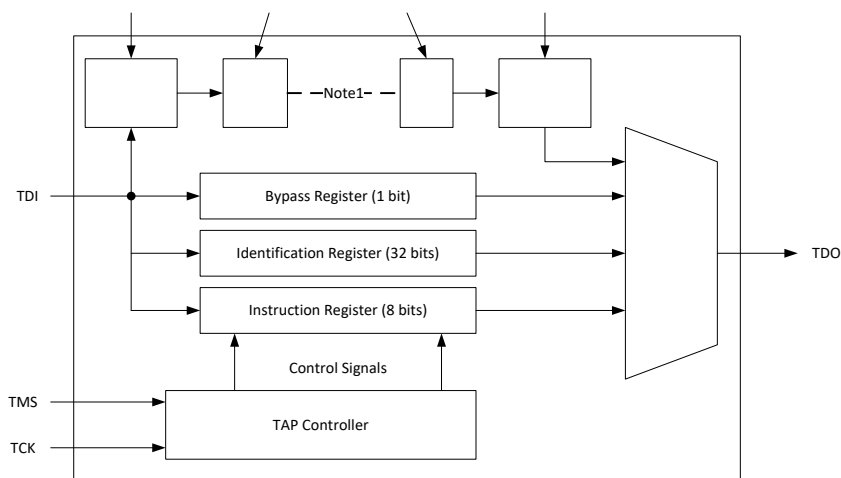 Note1
TDI
Bypass Register (1 bit)
Identification Register (32 bits)
TDO
Instruction Register (8 bits)
Control Signals
TMS
TAP Controller
TCK